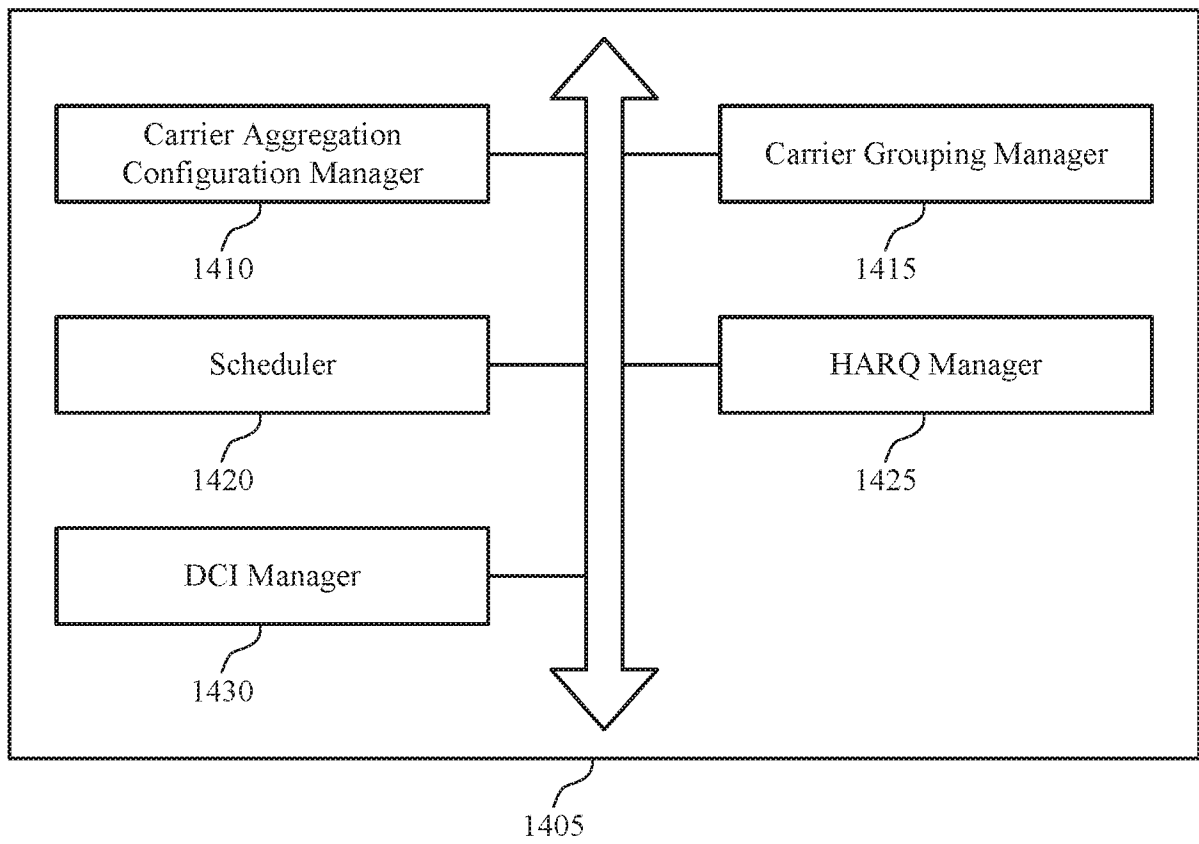 Carrier Aggregation
Configuration Manager
1410
Carrier Grouping Manager
1415
Scheduler
1420
HARQ Manager
1425
DCI Manager
1430
1405